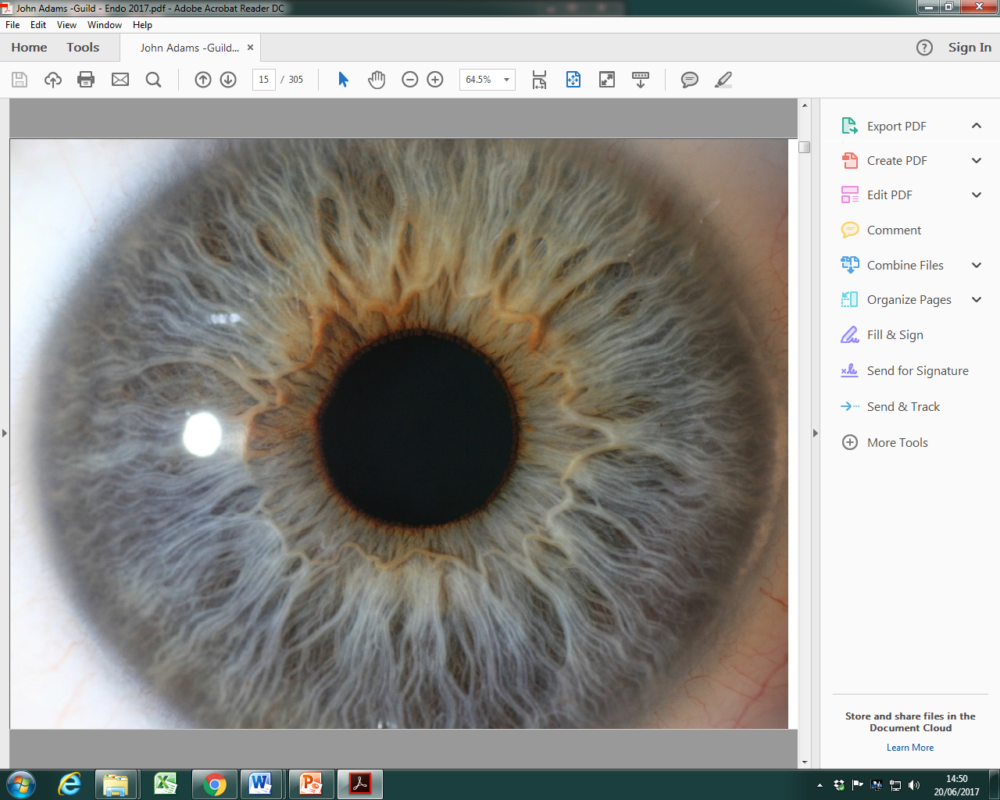 John Adams -Guild - Endo 2017.pdf - Adobe Acrobat Reader DC
File Edit View Window Help
Home Tools John Adams -Guild... × Sign In
15 / 305 64.5%
Export PDF
Create PDF
Edit PDF
Comment
Combine Files
Organize Pages
Fill & Sign
Send for Signature
Send & Track
More Tools
Store and share files in the
Document Cloud
Learn More
14:50
20/06/2017